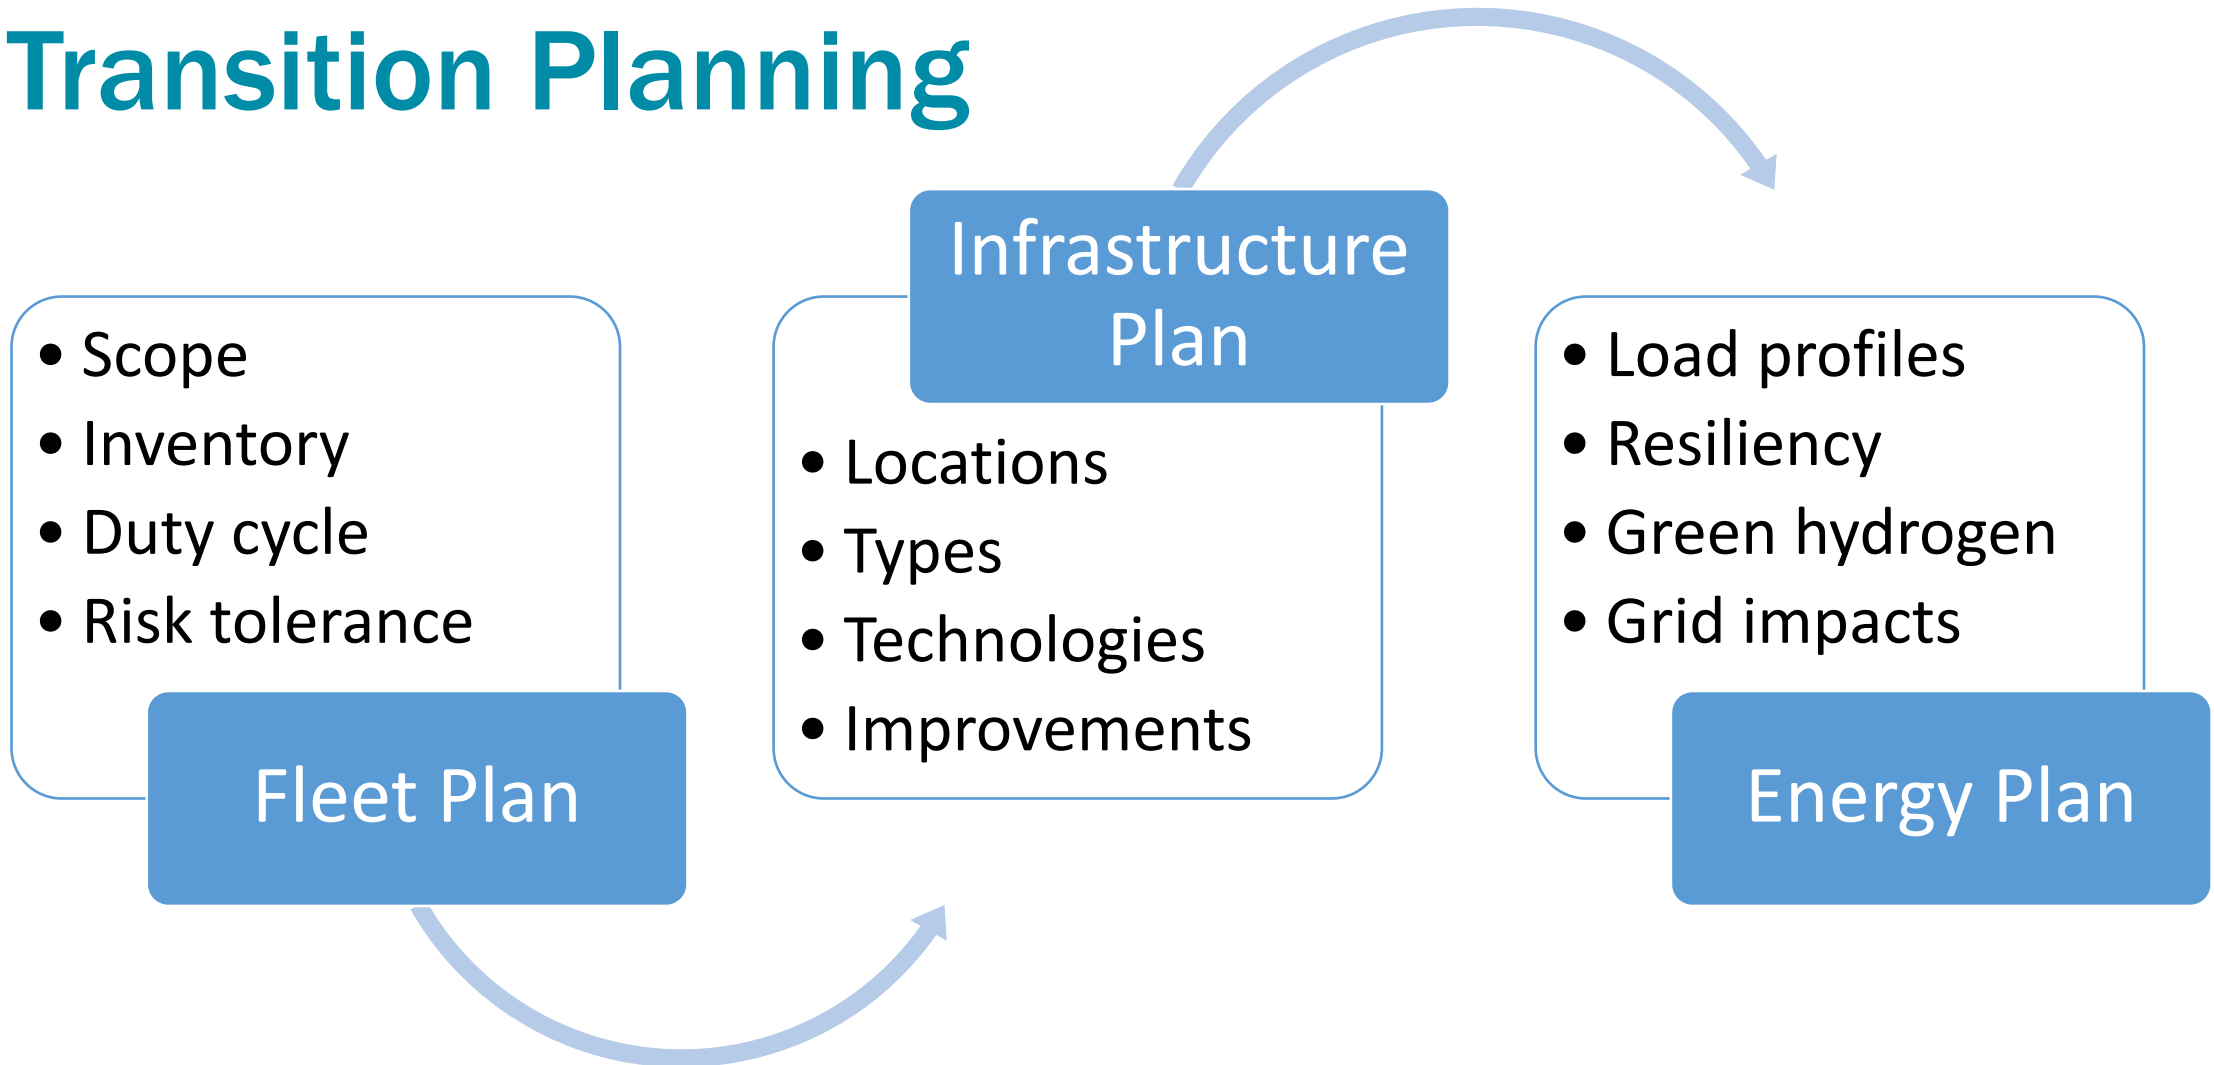 Transition Planning
• Scope
• Inventory
• Duty cycle
• Risk tolerance
Fleet Plan
Infrastructure
Plan
• Locations
• Types
• Technologies
• Improvements
• Load profiles
• Resiliency
• Green hydrogen
• Grid impacts
Energy Plan